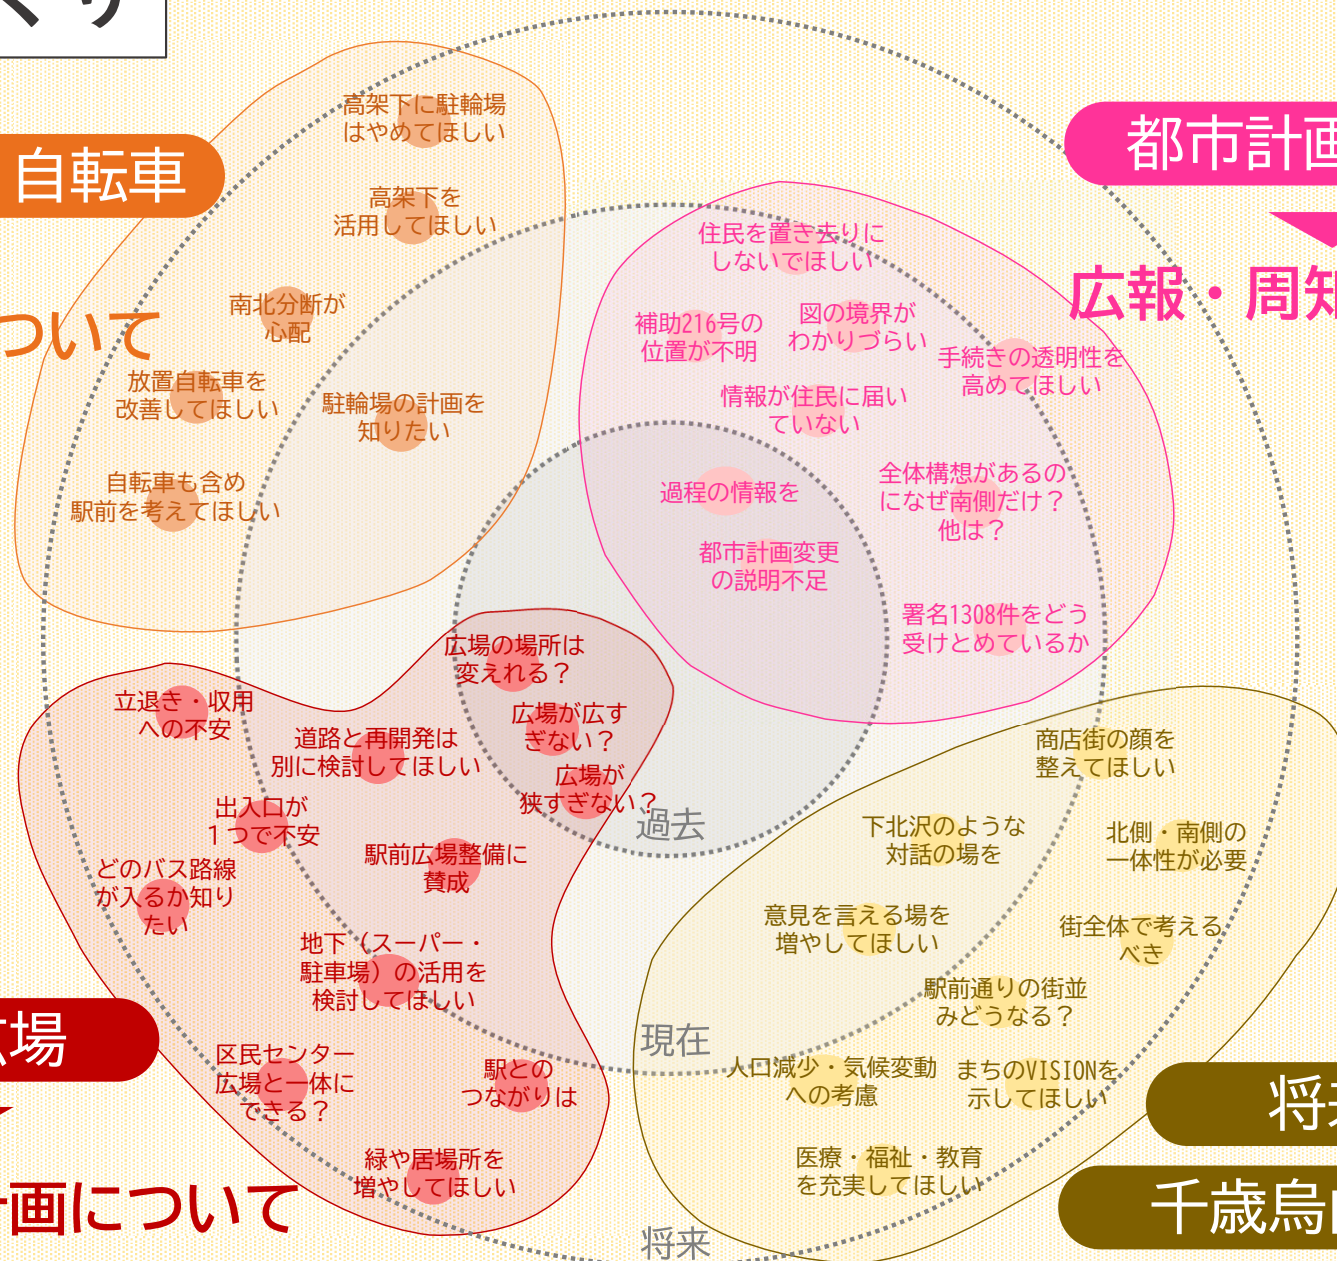 自転車
ついて
高架下に駐輪場
はやめてほしい
高架下を
活用してほしい
南北分断が
心配
放置自転車を
改善してほしい
駐輪場の計画を
知りたい
自転車も含め
駅前を考えてほしい
都市計画
広報・周知
住民を置き去りに
しないでほしい
補助216号の
位置が不明
図の境界が
わかりづらい
手続きの透明性を
高めてほしい
情報が住民に届い
ていない
過程の情報を
全体構想があるの
になぜ南側だけ？
他は？
都市計画変更
の説明不足
署名1308件をどう
受けとめているか
広場の場所は
変えれる？
広場が広す
ぎない？
広場が
狭すぎない？
立退き・収用
への不安
道路と再開発は
別に検討してほしい
出入口が
１つで不安
駅前広場整備に
賛成
どのバス路線
が入るか知り
たい
地下（スーパー・
駐車場）の活用を
検討してほしい
区民センター
広場と一体に
できる？
駅との
つながりは
緑や居場所を
増やしてほしい
広場
計画について
過去
現在
将来
商店街の顔を
整えてほしい
下北沢のような
対話の場を
北側・南側の
一体性が必要
意見を言える場を
増やしてほしい
街全体で考える
べき
駅前通りの街並
みどうなる？
人口減少・気候変動
への考慮
まちのVISIONを
示してほしい
医療・福祉・教育
を充実してほしい
将来
千歳烏